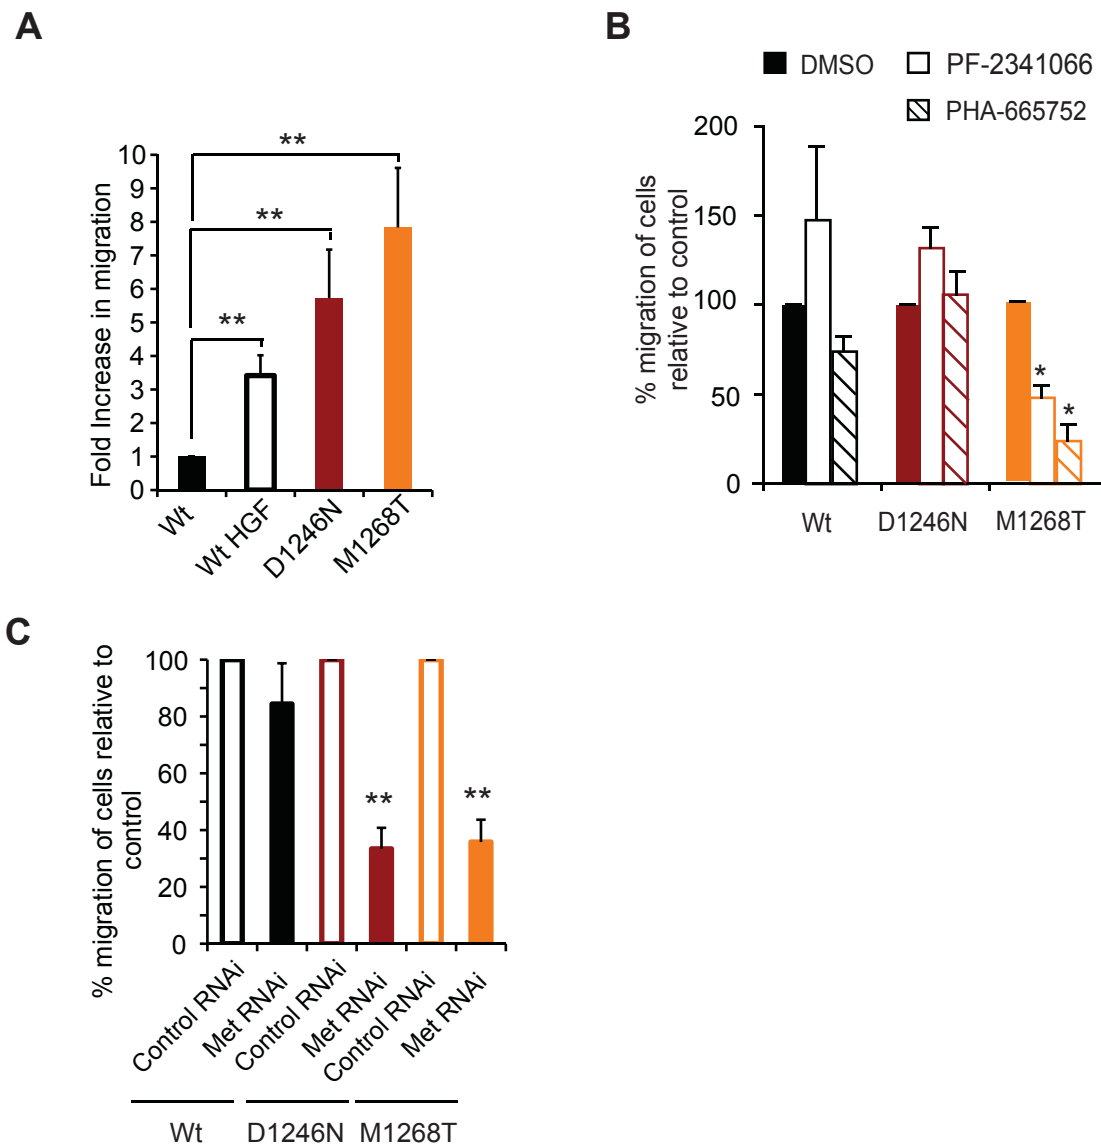 A
Fold Increase in migration
10
9
8
7
6
5
4
3
2
1
0
**
**
**
Wt
Wt HGF
D1246N
M1268T
B
DMSO
PF-2341066
PHA-665752
% migration of cells
relative to control
200
150
100
50
0
*
*
Wt
D1246N
M1268T
C
% migration of cells relative to
control
100
80
60
40
20
0
**
**
Control RNAi
Met RNAi
Control RNAi
Met RNAi
Control RNAi
Met RNAi
Wt
D1246N
M1268T